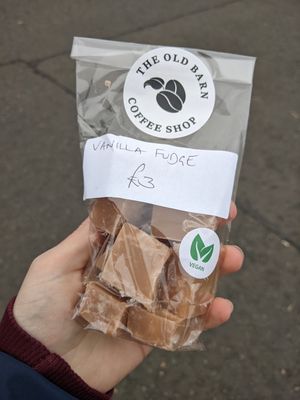 THE OLD BARN
COFFEE SHOP
VANILLA FUDGE
£3
VEGAN